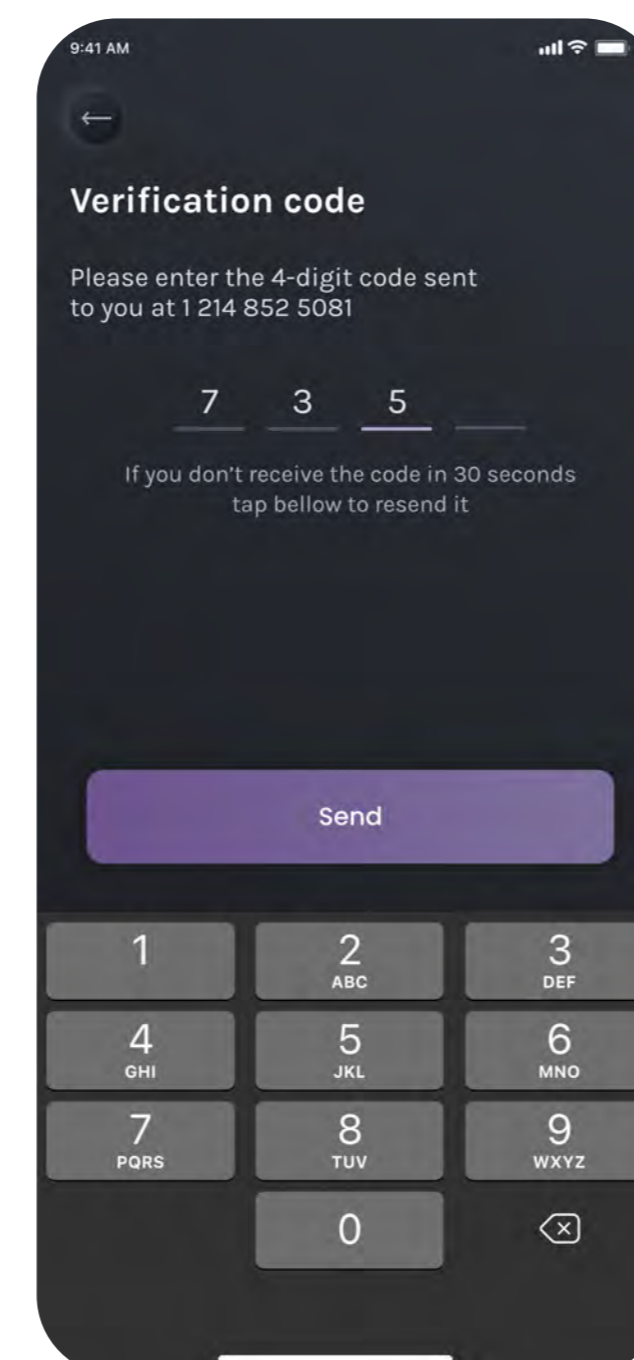 9:41 AM
Verification code
Please enter the 4-digit code sent
to you at 1 214 852 5081
7 3 5
If you don’t receive the code in 30 seconds
tap bellow to resend it
Send
1 2 3
ABC DEF
4 5 6
GHI JKL MNO
7 8 9
PQRS TUV WXYZ
0